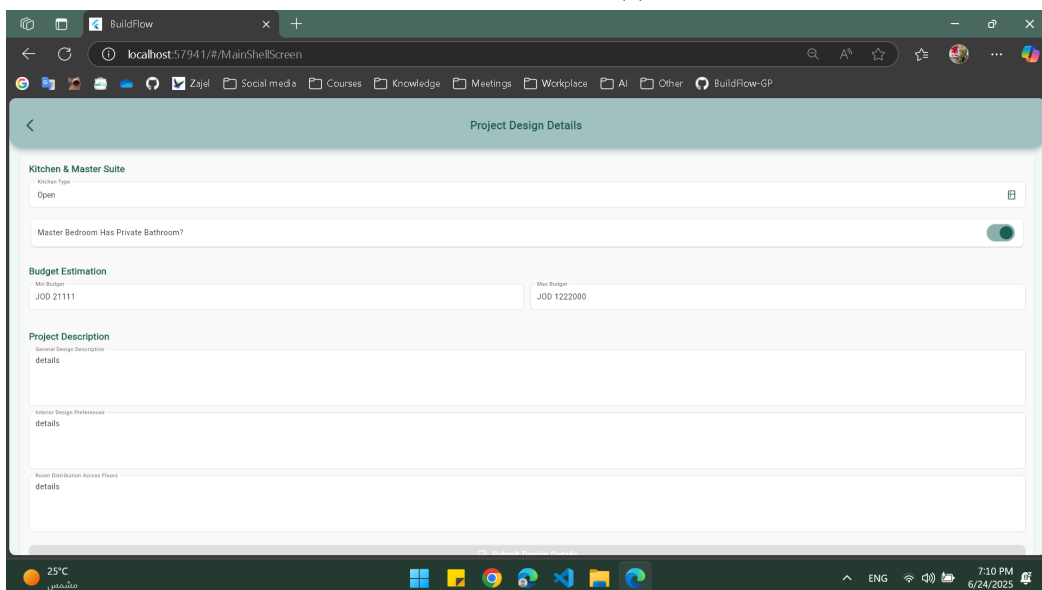 BuildFlow
localhost:57941/#/MainShellScreen
Zajel Social media Courses Knowledge Meetings Workplace AI Other BuildFlow-GP
Project Design Details
Kitchen & Master Suite
Kitchen Type
Open
Master Bedroom Has Private Bathroom?
Budget Estimation
Min Budget Max Budget
JOD 21111 JOD 1222000
Project Description
General Design Description
details
Interior Design Preferences
details
Room Distribution Across Floors
details
Submit Design Details
25°C
مشمس
ENG
7:10 PM
6/24/2025